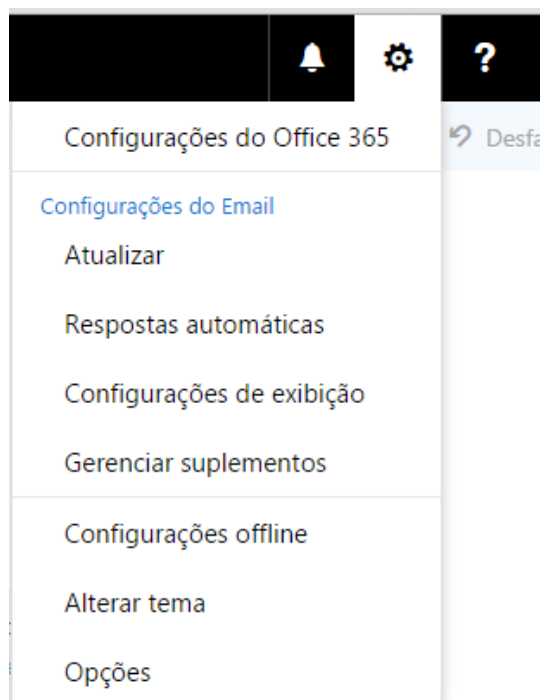 ?
Configurações do Office 365
Desfa
Configurações do Email
Atualizar
Respostas automáticas
Configurações de exibição
Gerenciar suplementos
Configurações offline
Alterar tema
Opções